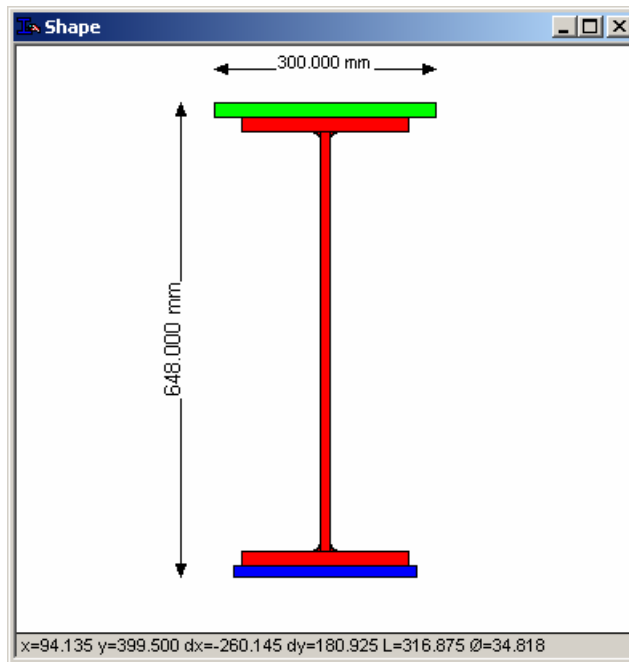 Shape
300.000 mm
648.000 mm
x=94.135 y=399.500 dx=-260.145 dy=180.925 L=316.875 Ø=34.818